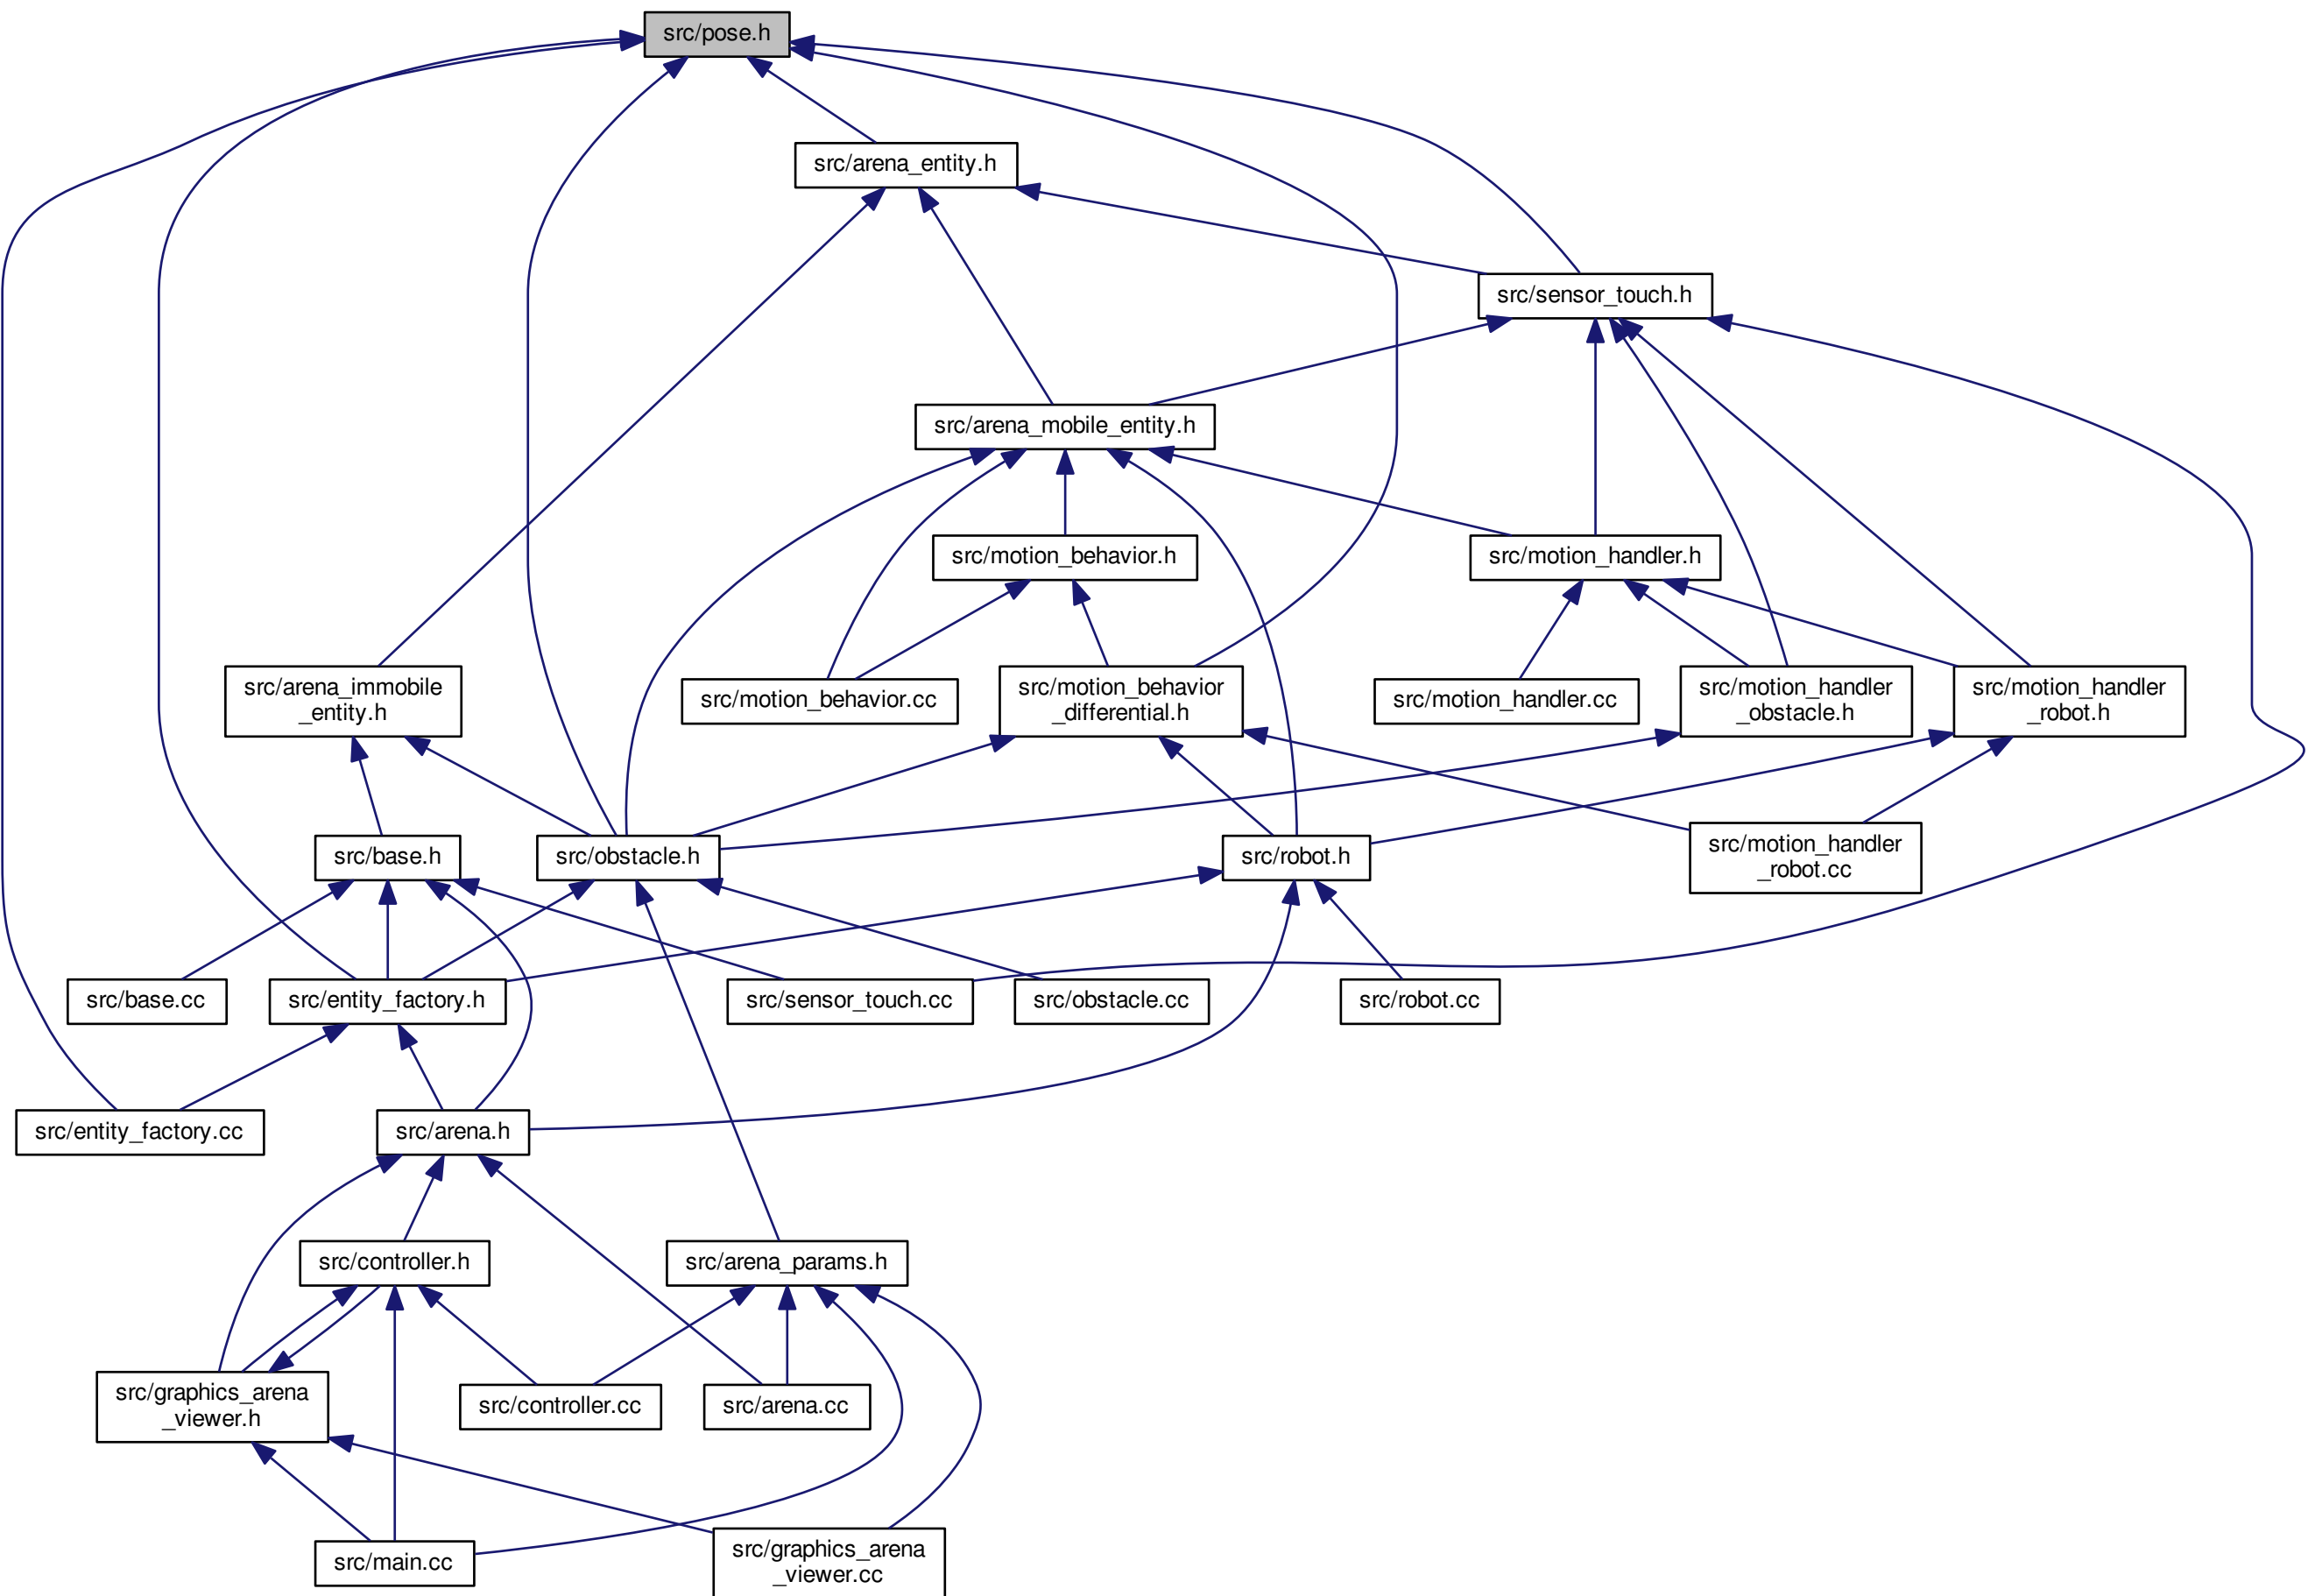 src/pose.h
src/arena_entity.h
src/sensor_touch.h
src/arena_mobile_entity.h
src/motion_behavior.h
src/motion_handler.h
src/arena_immobile
_entity.h
src/motion_behavior.cc
src/motion_behavior
_differential.h
src/motion_handler.cc
src/motion_handler
_obstacle.h
src/motion_handler
_robot.h
src/base.h
src/obstacle.h
src/robot.h
src/motion_handler
_robot.cc
src/base.cc
src/entity_factory.h
src/sensor_touch.cc
src/obstacle.cc
src/robot.cc
src/entity_factory.cc
src/arena.h
src/controller.h
src/arena_params.h
src/graphics_arena
_viewer.h
src/controller.cc
src/arena.cc
src/main.cc
src/graphics_arena
_viewer.cc